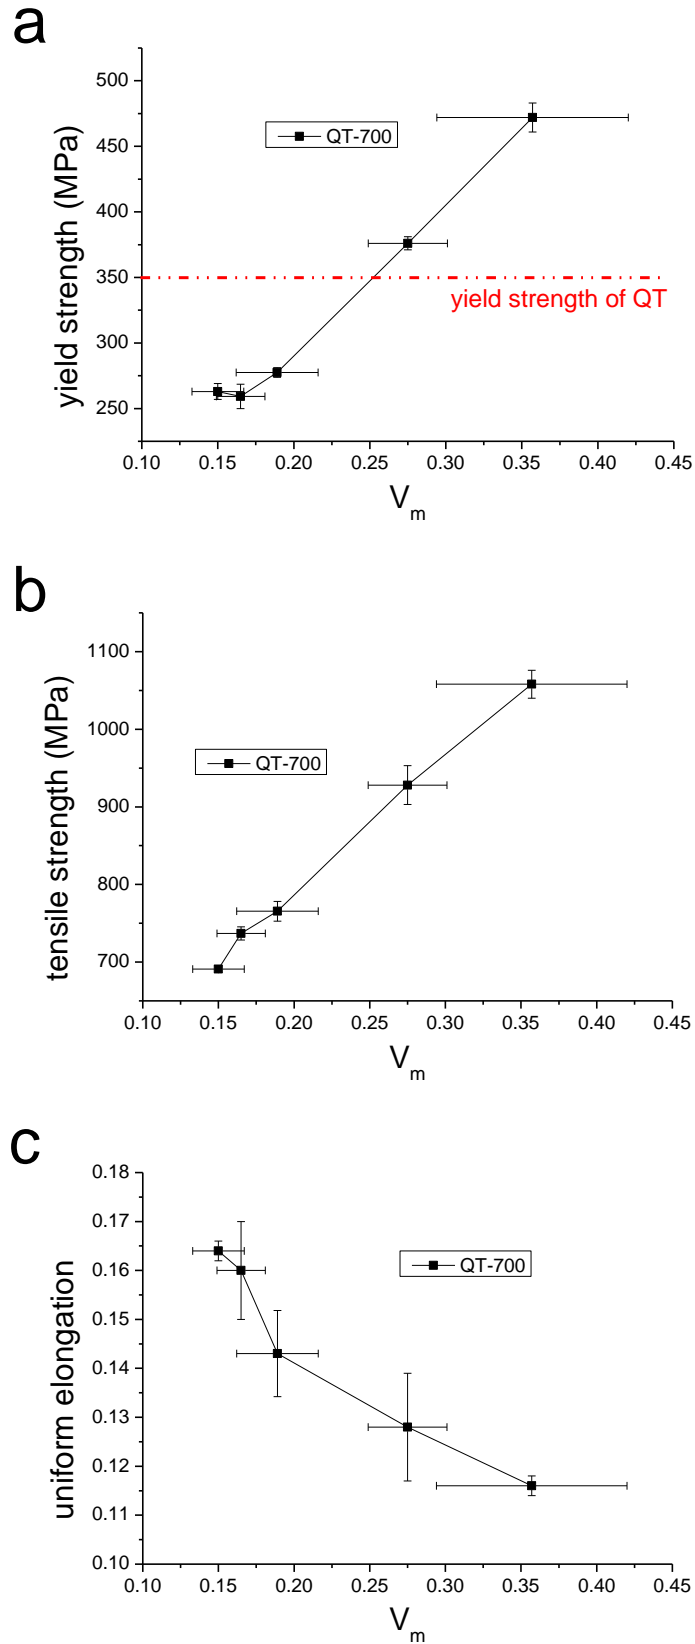 a
500
450
400
350
300
250
yield strength (MPa)
QT-700
yield strength of QT
0.10 0.15 0.20 0.25 0.30 0.35 0.40 0.45
Vm
b
1100
1000
900
800
700
tensile strength (MPa)
QT-700
0.10 0.15 0.20 0.25 0.30 0.35 0.40 0.45
Vm
c
0.18
0.17
0.16
0.15
0.14
0.13
0.12
0.11
0.10
uniform elongation
QT-700
0.10 0.15 0.20 0.25 0.30 0.35 0.40 0.45
Vm